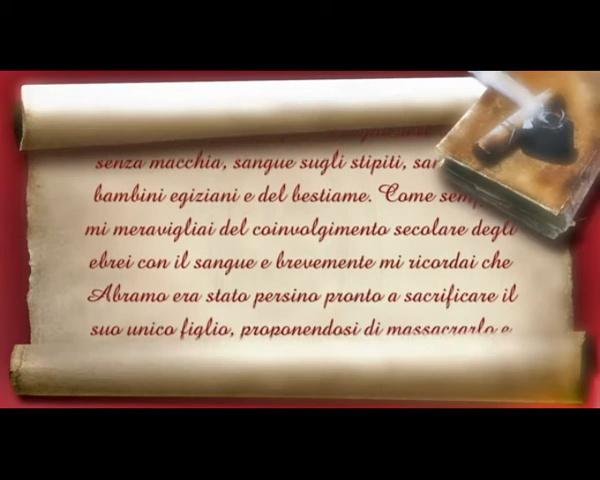 senza macchia, sangue sugli stipiti,
bambini egiziani e del bestiame. Come
mi meravigliai del coinvolgimento secolare degli
ebrei con il sangue e brevemente mi ricordai che
Abramo era stato persino pronto a sacrificare il
suo unico figlio, proponendosi di massacrarlo e